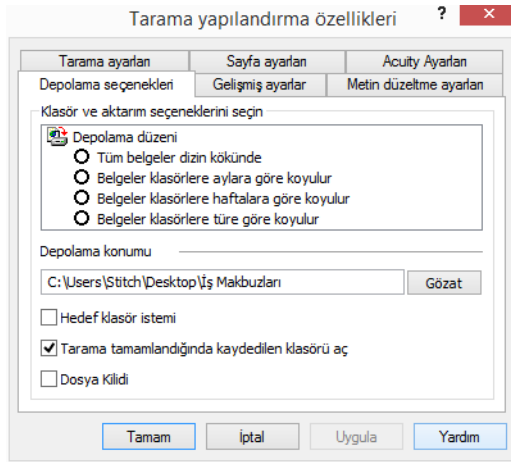 Tarama yapılandırma özellikleri ? ×
Tarama ayarları Sayfa ayarları Acuity Ayarları
Depolama seçenekleri Gelişmiş ayarlar Metin düzeltme ayarları
Klasör ve aktarım seçeneklerini seçin
Depolama düzeni
Tüm belgeler dizin kökünde
Belgeler klasörlere aylara göre koyulur
Belgeler klasörlere haftalara göre koyulur
Belgeler klasörlere türe göre koyulur
Depolama konumu
C:\Users\Stitch\Desktop\İş Makbuzları Gözat
Hedef klasör istemi
Tarama tamamlandığında kaydedilen klasörü aç
Dosya Kilidi
Tamam İptal Uygula Yardım